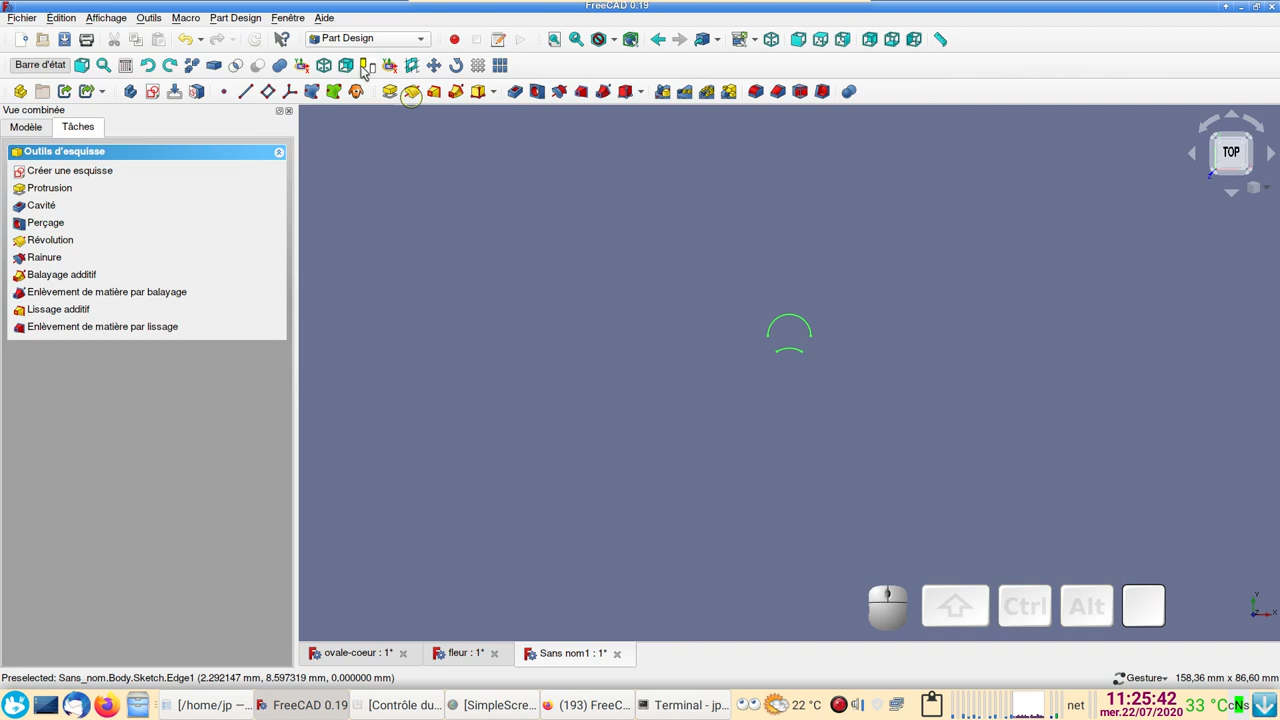 FreeCAD 0.19
Fichier Édition Affichage Outils Macro Part Design Fenêtre Aide
Part Design
Barre d'état
Vue combinée
Modèle Tâches
Outils d'esquisse
Créer une esquisse
Protrusion
Cavité
Perçage
Révolution
Rainure
Balayage additif
Enlèvement de matière par balayage
Lissage additif
Enlèvement de matière par lissage
TOP
Ctrl Alt
Y
X
Z
ovale-coeur : 1* fleur : 1* Sans nom1 : 1*
Preselected: Sans_nom.Body.Sketch.Edge1 (2.292147 mm, 8.597319 mm, 0.000000 mm) Gesture 158,36 mm x 86,60 mm
[/home/jp —... FreeCAD 0.19 [Contrôle du... [SimpleScre... (193) FreeC... Terminal - jp... 22 °C net 11:25:42 33 °C
mer.22/07/2020